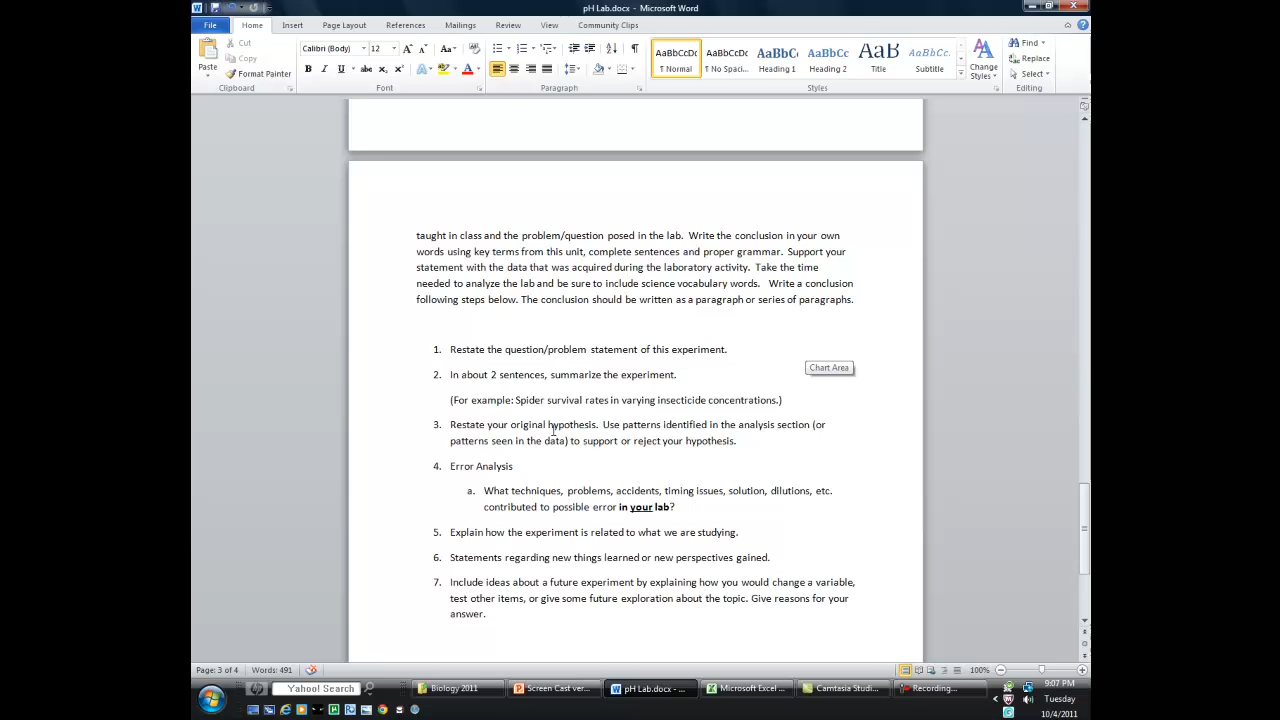 pH Lab.docx - Microsoft Word
File Home Insert Page Layout References Mailings Review View Community Clips
Paste Cut Copy Format Painter
Calibri (Body) 12
AaBbCcDc AaBbCcDc AaBbC AaBbCc AaB AaBbCc.
¶ Normal ¶ No Spaci... Heading 1 Heading 2 Title Subtitle
Change Styles
Find Replace Select
Clipboard Font Paragraph Styles Editing
taught in class and the problem/question posed in the lab. Write the conclusion in your own
words using key terms from this unit, complete sentences and proper grammar. Support your
statement with the data that was acquired during the laboratory activity. Take the time
needed to analyze the lab and be sure to include science vocabulary words. Write a conclusion
following steps below. The conclusion should be written as a paragraph or series of paragraphs.
1. Restate the question/problem statement of this experiment.
Chart Area
2. In about 2 sentences, summarize the experiment.
(For example: Spider survival rates in varying insecticide concentrations.)
3. Restate your original hypothesis. Use patterns identified in the analysis section (or
patterns seen in the data) to support or reject your hypothesis.
4. Error Analysis
a. What techniques, problems, accidents, timing issues, solution, dilutions, etc.
contributed to possible error in your lab?
5. Explain how the experiment is related to what we are studying.
6. Statements regarding new things learned or new perspectives gained.
7. Include ideas about a future experiment by explaining how you would change a variable,
test other items, or give some future exploration about the topic. Give reasons for your
answer.
Page: 3 of 4 Words: 491 100%
Yahoo! Search Biology 2011 Screen Cast ver... pH Lab.docx - ... Microsoft Excel ... Camtasia Studi... Recording...
9:07 PM
Tuesday
10/4/2011